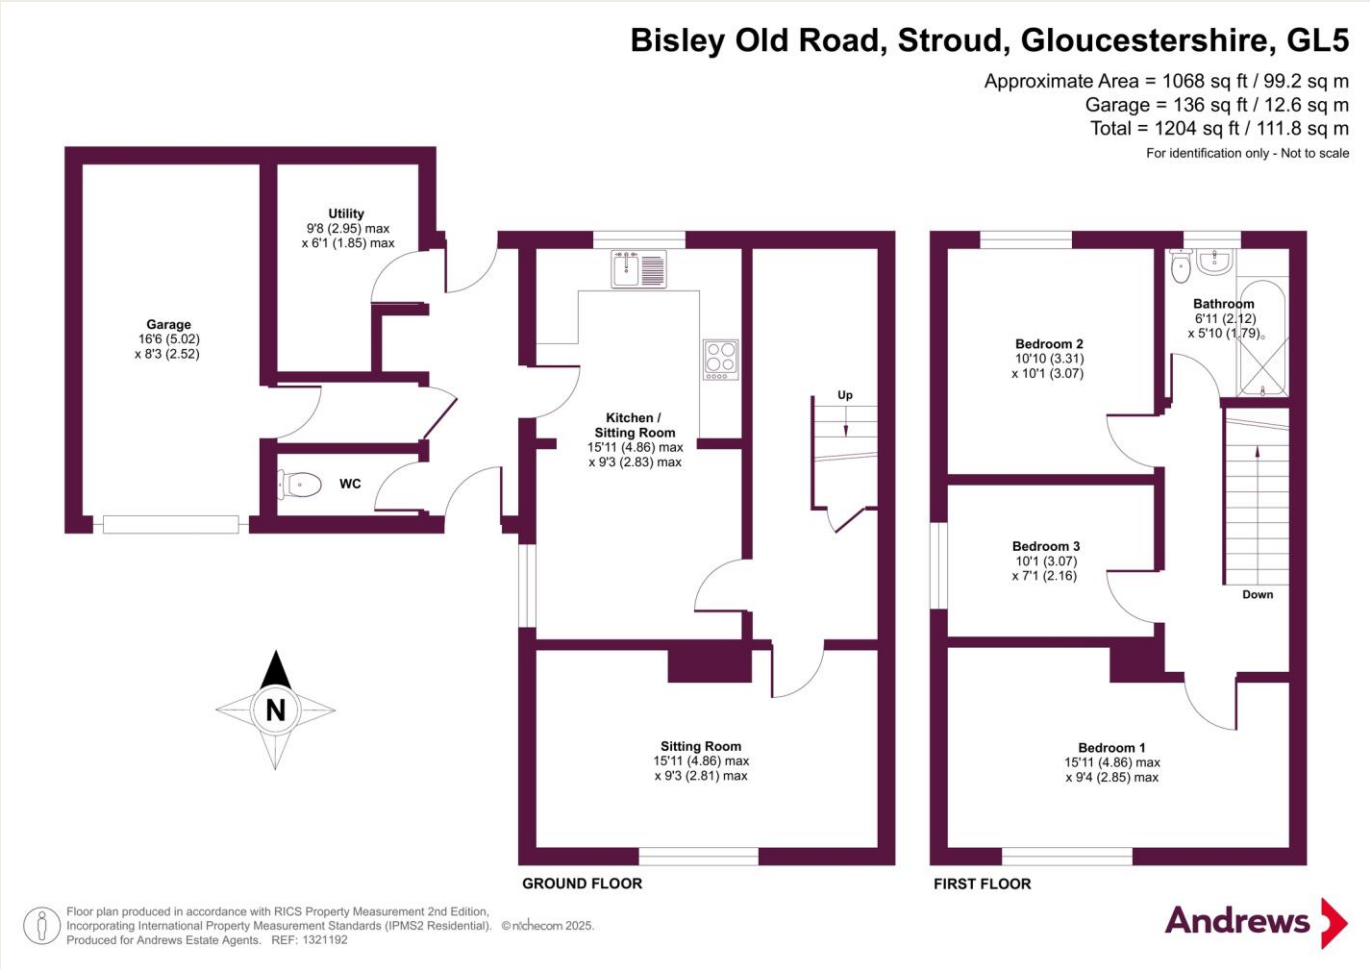 Bisley Old Road, Stroud, Gloucestershire, GL5
Approximate Area = 1068 sq ft / 99.2 sq m
Garage = 136 sq ft / 12.6 sq m
Total = 1204 sq ft / 111.8 sq m
For identification only - Not to scale
Utility
9'8 (2.95) max
x 6'1 (1.85) max
Garage
16'6 (5.02)
x 8'3 (2.52)
WC
Kitchen /
Sitting Room
15'11 (4.86) max
x 9'3 (2.83) max
Up
Sitting Room
15'11 (4.86) max
x 9'3 (2.81) max
GROUND FLOOR
Bedroom 2
10'10 (3.31)
x 10'1 (3.07)
Bathroom
6'11 (2.12)
x 5'10 (1.79)
Bedroom 3
10'1 (3.07)
x 7'1 (2.16)
Down
Bedroom 1
15'11 (4.86) max
x 9'4 (2.85) max
FIRST FLOOR
N
Floor plan produced in accordance with RICS Property Measurement 2nd Edition,
Incorporating International Property Measurement Standards (IPMS2 Residential). © nichecom 2025.
Produced for Andrews Estate Agents. REF: 1321192
Andrews